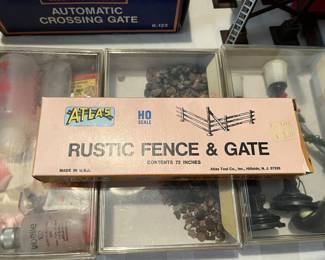 AUTOMATIC
CROSSING GATE
K-122
ATLAS
HO
SCALE
RUSTIC FENCE & GATE
CONTENTS 72 INCHES
MADE IN U.S.A.
Atlas Tool Co., Inc., Hillside, N. J. 07205